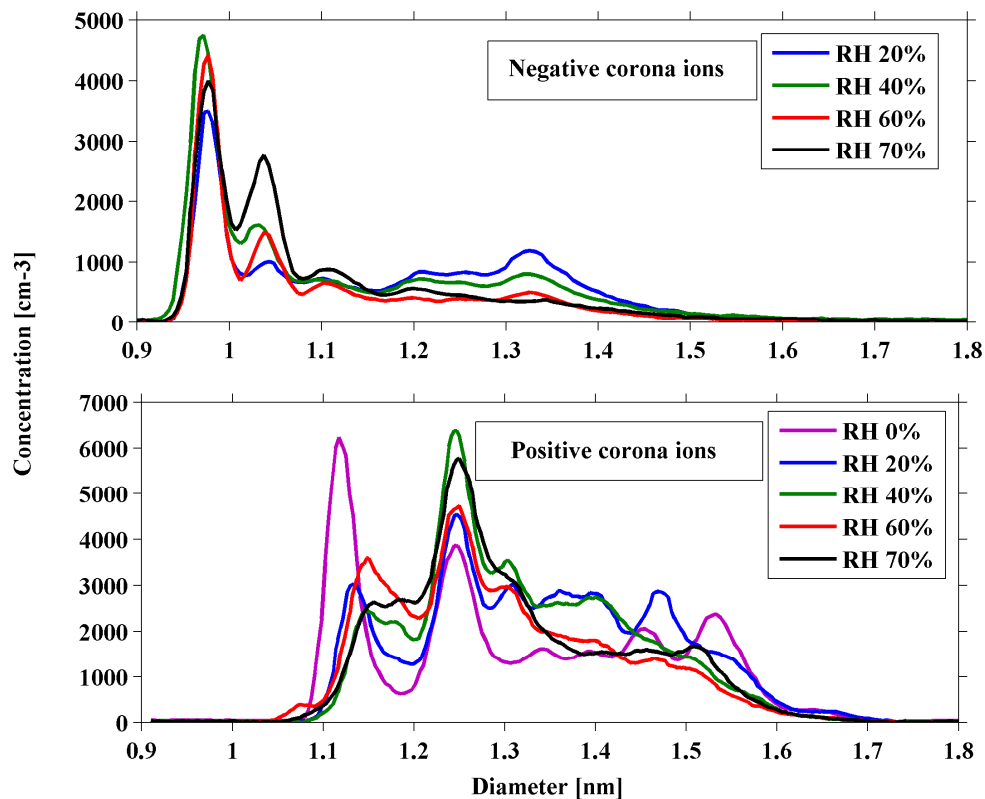 5000
4000
3000
2000
1000
0
0.9 1 1.1 1.2 1.3 1.4 1.5 1.6 1.7 1.8
Negative corona ions
RH 20%
RH 40%
RH 60%
RH 70%
Concentration [cm-3]
7000
6000
5000
4000
3000
2000
1000
0
0.9 1 1.1 1.2 1.3 1.4 1.5 1.6 1.7 1.8
Positive corona ions
RH 0%
RH 20%
RH 40%
RH 60%
RH 70%
Diameter [nm]